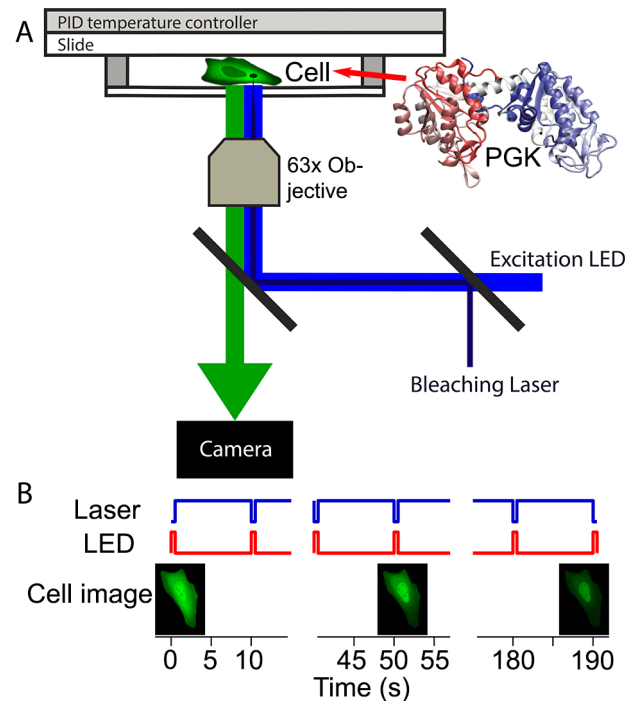 A
PID temperature controller
Slide
Cell
PGK
63x Ob-
jective
Excitation LED
Bleaching Laser
Camera
B
Laser
LED
Cell image
0 5 10 45 50 55 180 190
Time (s)